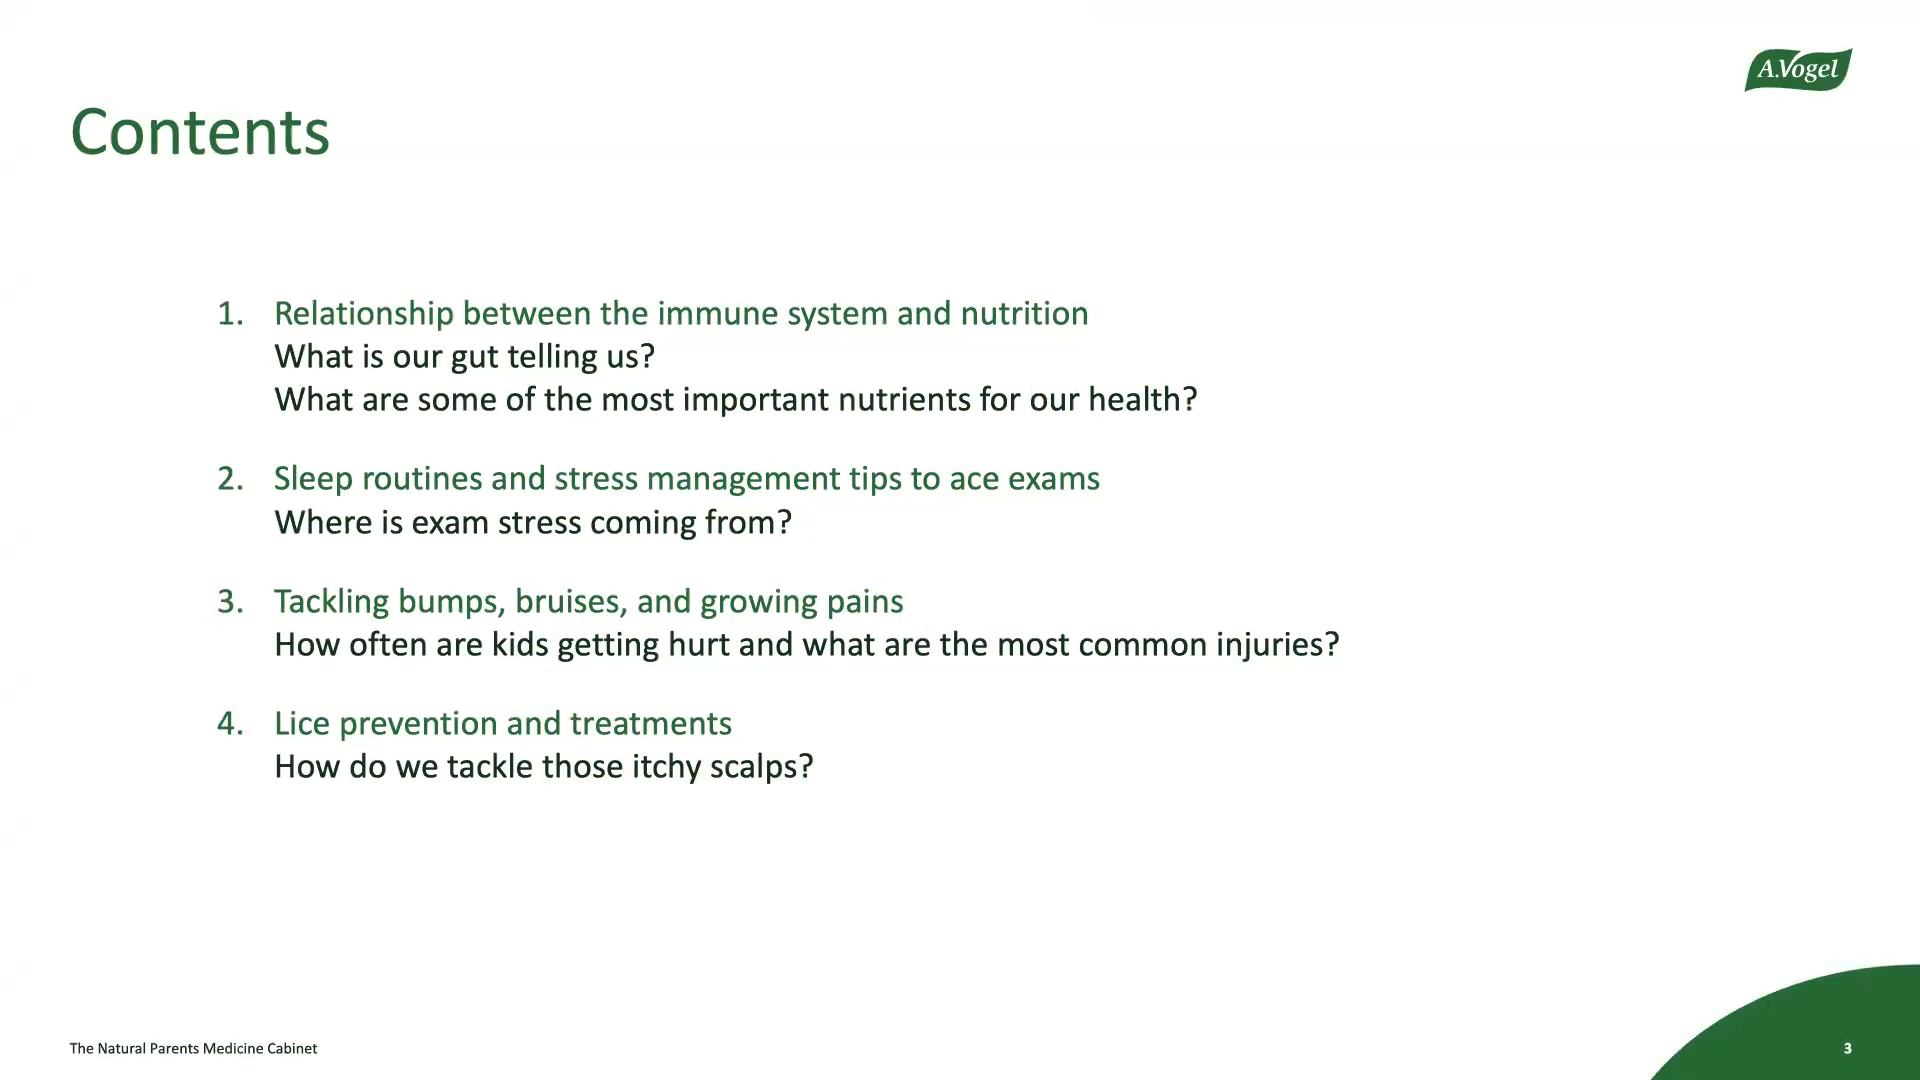 A.Vogel
Contents
1. Relationship between the immune system and nutrition
What is our gut telling us?
What are some of the most important nutrients for our health?
2. Sleep routines and stress management tips to ace exams
Where is exam stress coming from?
3. Tackling bumps, bruises, and growing pains
How often are kids getting hurt and what are the most common injuries?
4. Lice prevention and treatments
How do we tackle those itchy scalps?
The Natural Parents Medicine Cabinet
3